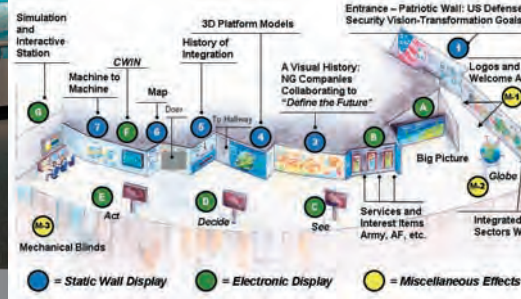 Simulation
and
Interactive
Station
3D Platform Models
Entrance – Patriotic Wall: US Defense
Security Vision-Transformation Goals
CWIN
History of
Integration
Machine to
Machine
Map
Door
To Hallway
A Visual History:
NG Companies
Collaborating to
"Define the Future"
Logos and
Welcome A
1
M-1
G
7
F
6
5
4
3
B
A
Big Picture
M-2
Globe
E
Act
D
Decide
C
See
M-3
Mechanical Blinds
Services and
Interest Items
Army, AF, etc.
Integrated
Sectors W
= Static Wall Display
= Electronic Display
= Miscellaneous Effects